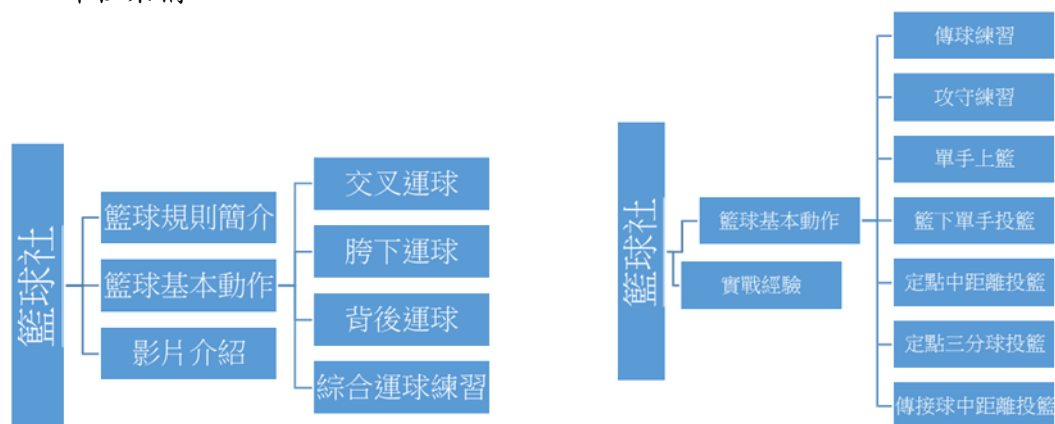 籃球社
籃球規則簡介
籃球基本動作
影片介紹
交叉運球
胯下運球
背後運球
綜合運球練習
籃球社
籃球基本動作
實戰經驗
傳球練習
攻守練習
單手上籃
籃下單手投籃
定點中距離投籃
定點三分球投籃
傳接球中距離投籃